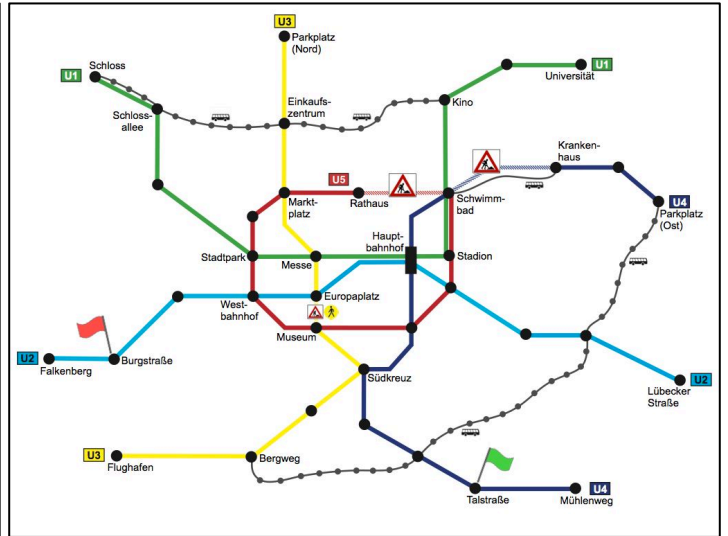 U3
Parkplatz
(Nord)
Schloss
U1
Schloss-
allee
Einkaufs-
zentrum
Kino
U1
Universität
Kranken-
haus
U5
Markt-
platz
Rathaus
Schwimm-
bad
U4
Parkplatz
(Ost)
Haupt-
bahnhof
Stadtpark
Messe
Stadion
West-
bahnhof
Europaplatz
Museum
U2
Falkenberg
Burgstraße
Südkreuz
U2
Lübecker
Straße
U3
Flughafen
Bergweg
Talstraße
U4
Mühlenweg